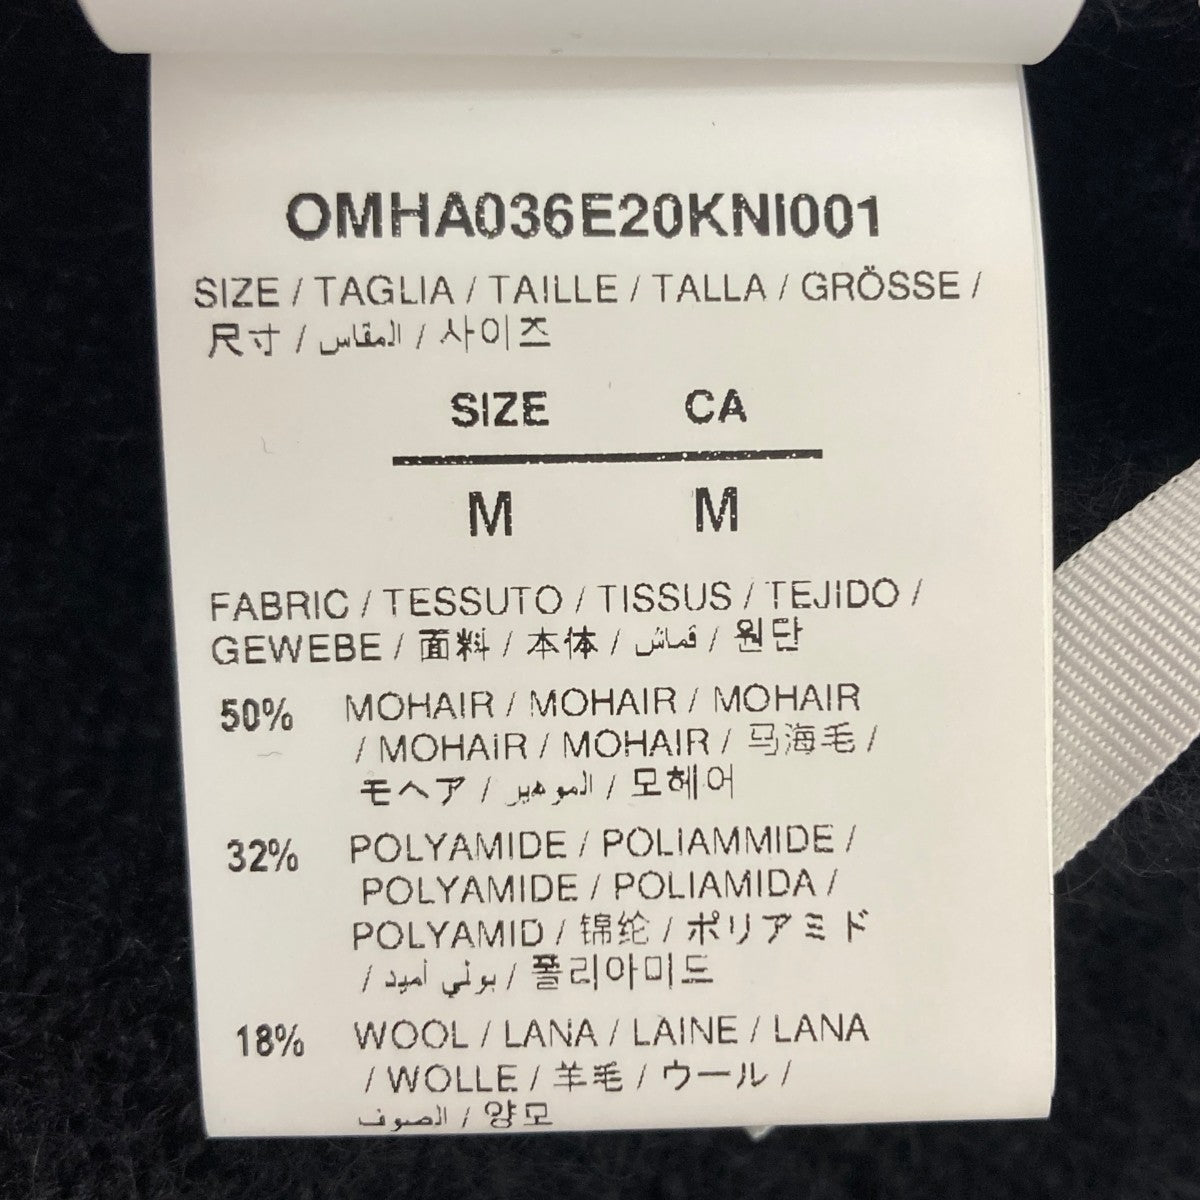 OMHA036E20KNI001
SIZE / TAGLIA / TAILLE / TALLA / GRÖSSE /
尺寸 / المقاس / 사이즈
SIZE CA
M M
FABRIC / TESSUTO / TISSUS / TEJIDO /
GEWEBE / 面料 / 本体 / قماش / 원단
50% MOHAIR / MOHAIR / MOHAIR
/ MOHAIR / MOHAIR / 马海毛 /
モヘア / الموهير / 모헤어
32% POLYAMIDE / POLIAMMIDE /
POLYAMIDE / POLIAMIDA /
POLYAMID / 锦纶 / ポリアミド
/ بولي أميد / 폴리아미드
18% WOOL / LANA / LAINE / LANA
/ WOLLE / 羊毛 / ウール /
الصوف / 양모